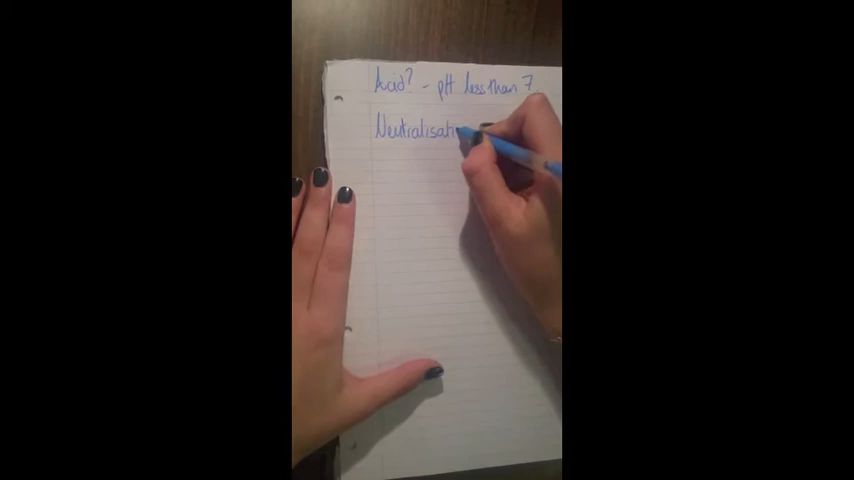 Acid? - pH less than 7.
Neutralisati